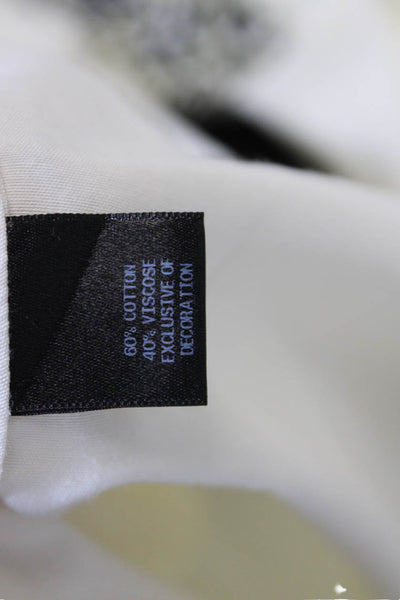 60% COTTON
40% VISCOSE
EXCLUSIVE OF
DECORATION